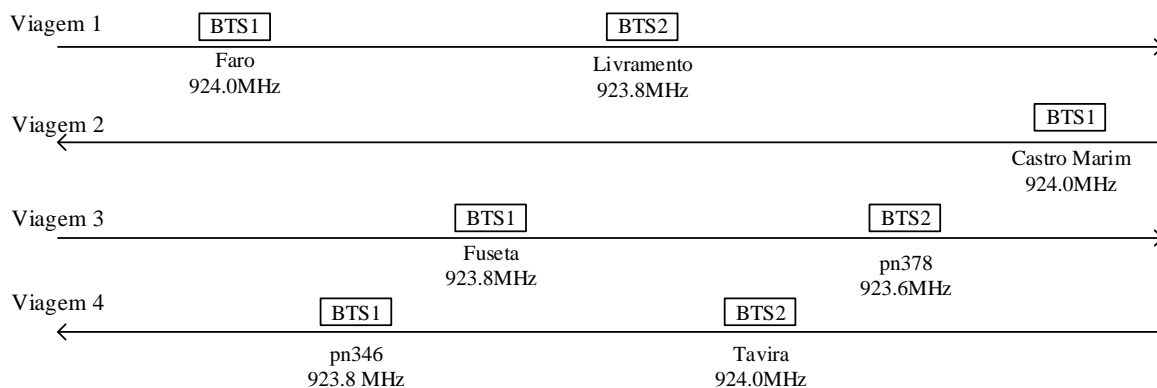 Viagem 1
BTS1
BTS2
Faro
924.0MHz
Livramento
923.8MHz
Viagem 2
BTS1
Castro Marim
924.0MHz
Viagem 3
BTS1
BTS2
Fuseta
923.8MHz
pn378
923.6MHz
Viagem 4
BTS1
BTS2
pn346
923.8 MHz
Tavira
924.0MHz